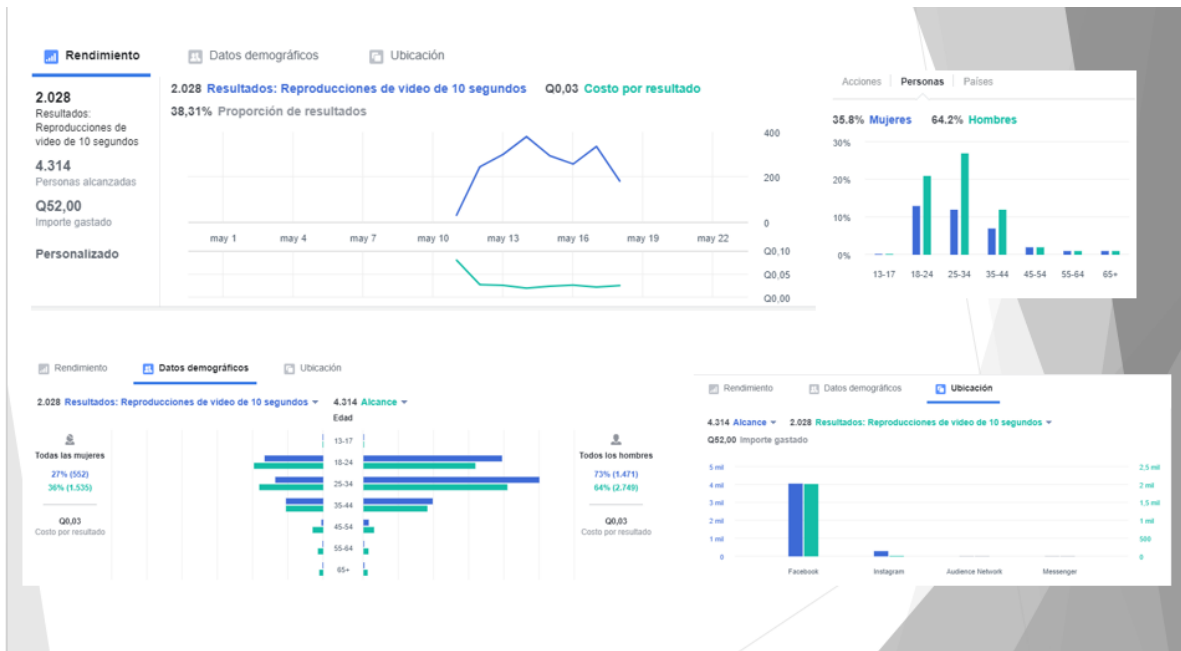 Rendimiento
Datos demográficos
Ubicación
2.028
Resultados:
Reproducciones de
video de 10 segundos
4.314
Personas alcanzadas
Q52,00
Importe gastado
Personalizado
2.028 Resultados: Reproducciones de video de 10 segundos Q0,03 Costo por resultado
38,31% Proporción de resultados
400
200
0
may 1 may 4 may 7 may 10 may 13 may 16 may 19 may 22
Q0,10
Q0,05
Q0,00
Acciones Personas Países
35.8% Mujeres 64.2% Hombres
30%
20%
10%
0%
13-17 18-24 25-34 35-44 45-54 55-64 65+
Rendimiento
Datos demográficos
Ubicación
2.028 Resultados: Reproducciones de video de 10 segundos 4.314 Alcance
Edad
Todas las mujeres
27% (552)
36% (1.535)
Q0,03
Costo por resultado
13-17
18-24
25-34
35-44
45-54
55-64
65+
Todos los hombres
73% (1.471)
64% (2.749)
Q0,03
Costo por resultado
Rendimiento
Datos demográficos
Ubicación
4.314 Alcance 2.028 Resultados: Reproducciones de video de 10 segundos
Q52,00 Importe gastado
5 mil 2,5 mil
4 mil 2 mil
3 mil 1,5 mil
2 mil 1 mil
1 mil 500
0 0
Facebook Instagram Audience Network Messenger